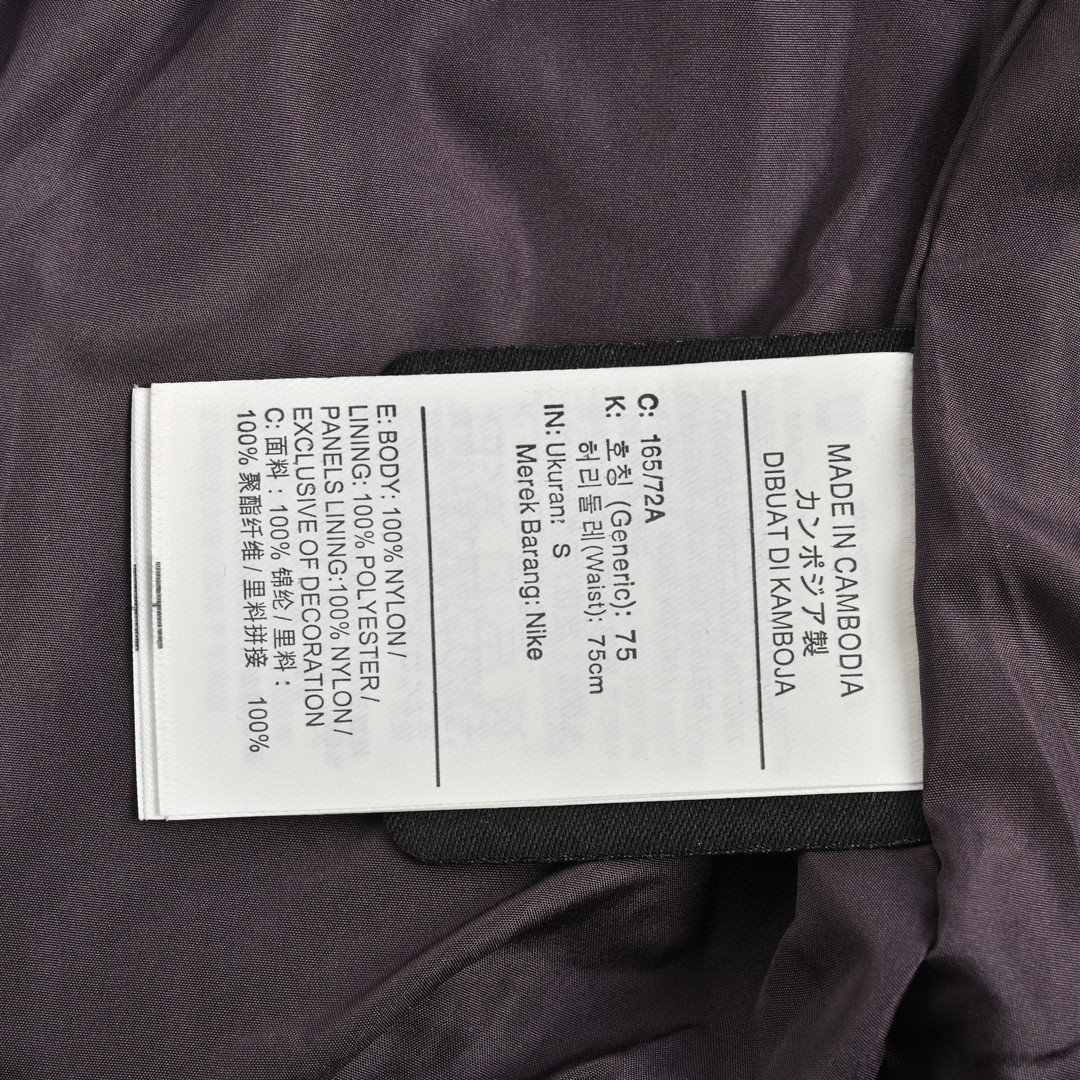 MADE IN CAMBODIA
カンボジア製
DIBUAT DI KAMBOJA
C: 165/72A
K: 호칭 (Generic): 75
허리둘레(Waist): 75cm
IN: Ukuran: S
Merek Barang: Nike
E: BODY: 100% NYLON /
LINING: 100% POLYESTER /
PANELS LINING:100% NYLON /
EXCLUSIVE OF DECORATION
C: 面料 : 100% 锦纶 / 里料 :
100% 聚酯纤维 / 里料拼接 100%